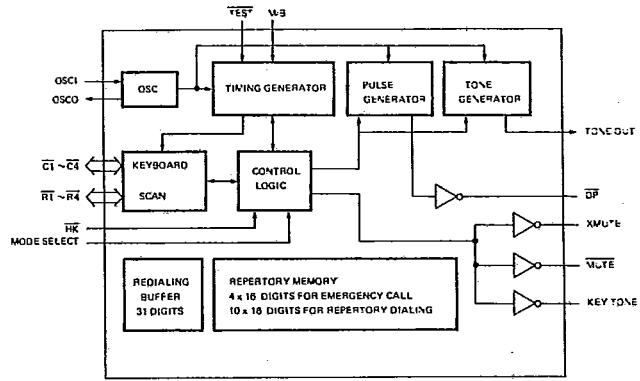 TEST M/B
OSCI
OSCO
OSC
TIMING GENERATOR
PULSE
GENERATOR
TONE
GENERATOR
TONE OUT
C1 ~ C4
R1 ~ R4
KEYBOARD
SCAN
CONTROL
LOGIC
DP
HK
MODE SELECT
XMUTE
MUTE
KEY TONE
REDIALING
BUFFER
31 DIGITS
REPERTORY MEMORY
4 x 16 DIGITS FOR EMERGENCY CALL
10 x 16 DIGITS FOR REPERTORY DIALING